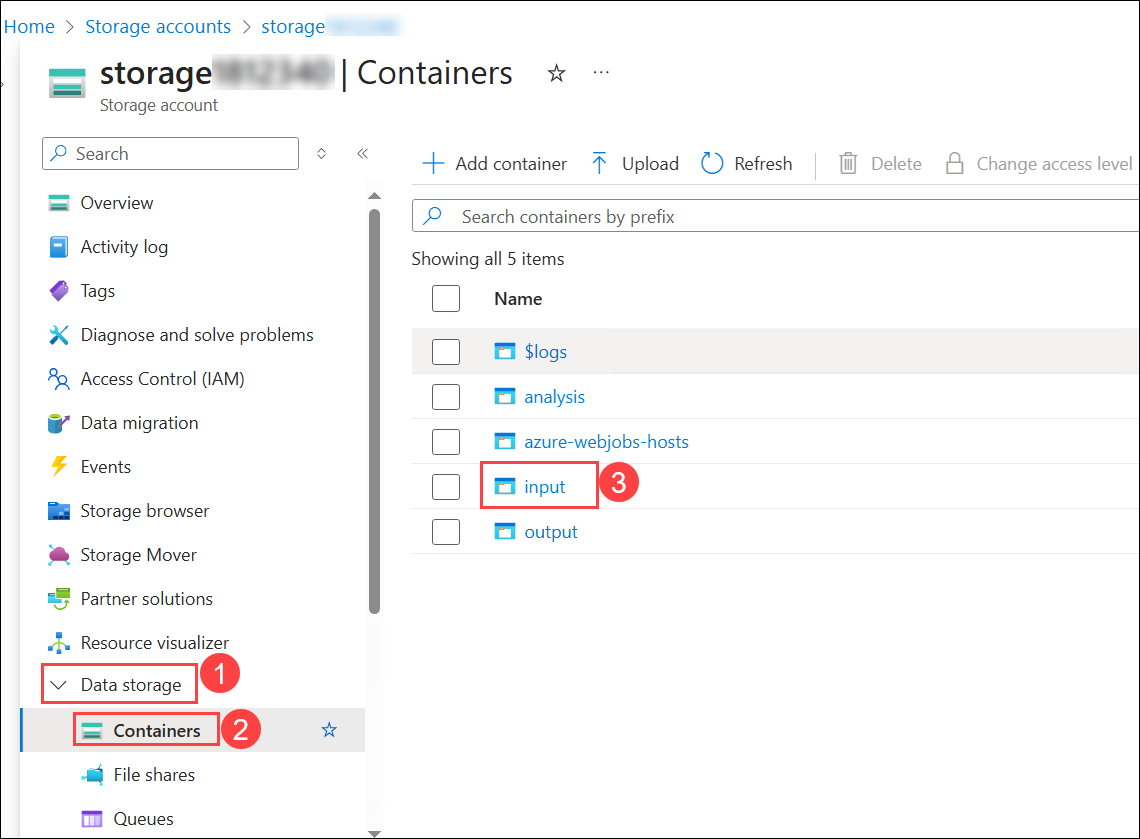 Home > Storage accounts > storage
storage | Containers
Storage account
Search
Add container
Upload
Refresh
Delete
Change access level
Overview
Activity log
Tags
Diagnose and solve problems
Access Control (IAM)
Data migration
Events
Storage browser
Storage Mover
Partner solutions
Resource visualizer
Data storage
1
Containers
2
File shares
Queues
Search containers by prefix
Showing all 5 items
Name
$logs
analysis
azure-webjobs-hosts
input
3
output